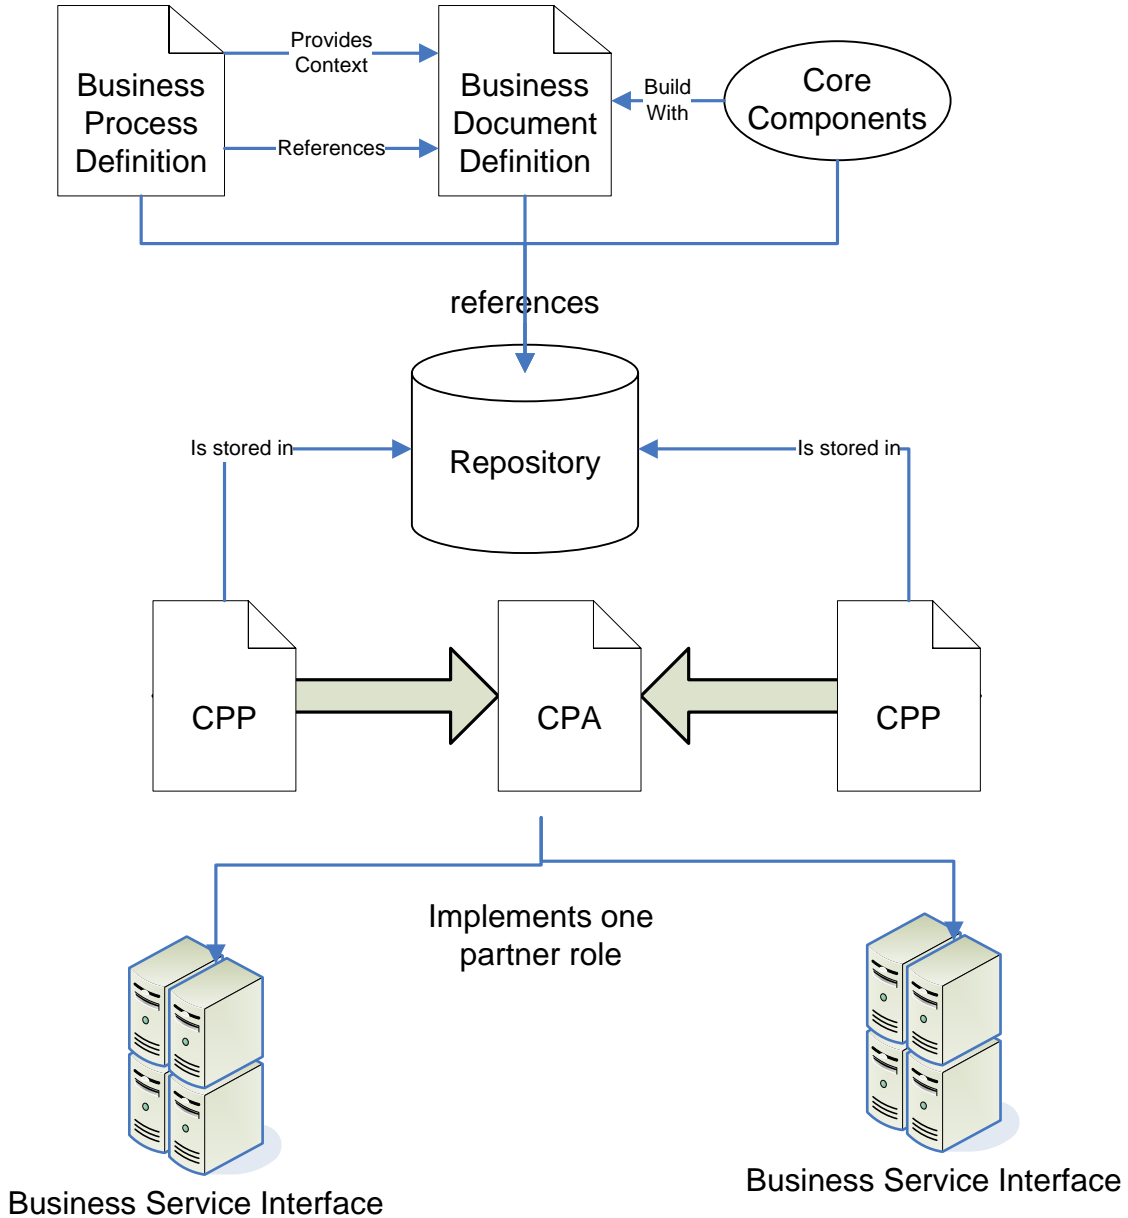 Business
Process
Definition
Provides
Context
References
Business
Document
Definition
Build
With
Core
Components
references
Repository
Is stored in
Is stored in
CPP
CPA
CPP
Implements one
partner role
Business Service Interface
Business Service Interface